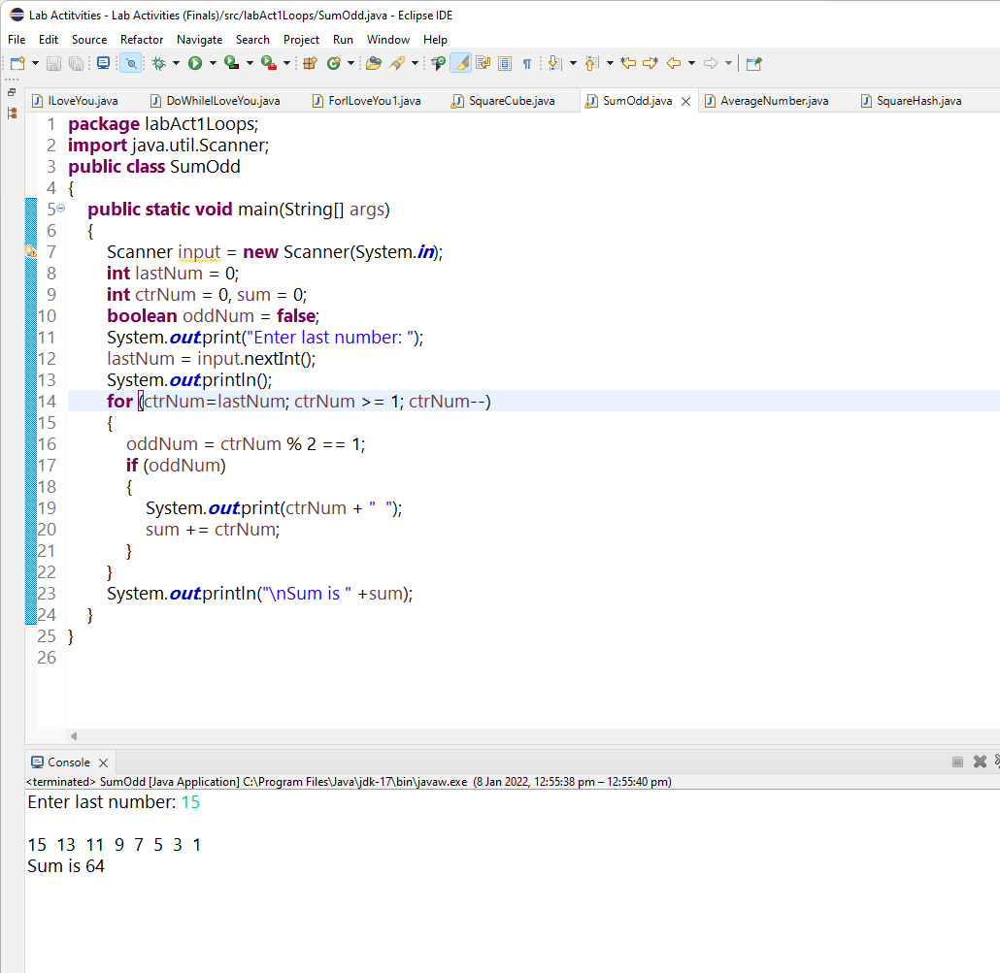 Lab Actitvities - Lab Activities (Finals)/src/labAct1Loops/SumOdd.java - Eclipse IDE
File Edit Source Refactor Navigate Search Project Run Window Help
ILoveYou.java DoWhileILoveYou.java ForILoveYou1.java SquareCube.java SumOdd.java AverageNumber.java SquareHash.java
1 package labAct1Loops;
2 import java.util.Scanner;
3 public class SumOdd
4 {
5 public static void main(String[] args)
6 {
7 Scanner input = new Scanner(System.in);
8 int lastNum = 0;
9 int ctrNum = 0, sum = 0;
10 boolean oddNum = false;
11 System.out.print("Enter last number: ");
12 lastNum = input.nextInt();
13 System.out.println();
14 for (ctrNum=lastNum; ctrNum >= 1; ctrNum--)
15 {
16 oddNum = ctrNum % 2 == 1;
17 if (oddNum)
18 {
19 System.out.print(ctrNum + "  ");
20 sum += ctrNum;
21 }
22 }
23 System.out.println("\nSum is " +sum);
24 }
25 }
26
Console
<terminated> SumOdd [Java Application] C:\Program Files\Java\jdk-17\bin\javaw.exe (8 Jan 2022, 12:55:38 pm – 12:55:40 pm)
Enter last number: 15
15 13 11 9 7 5 3 1
Sum is 64